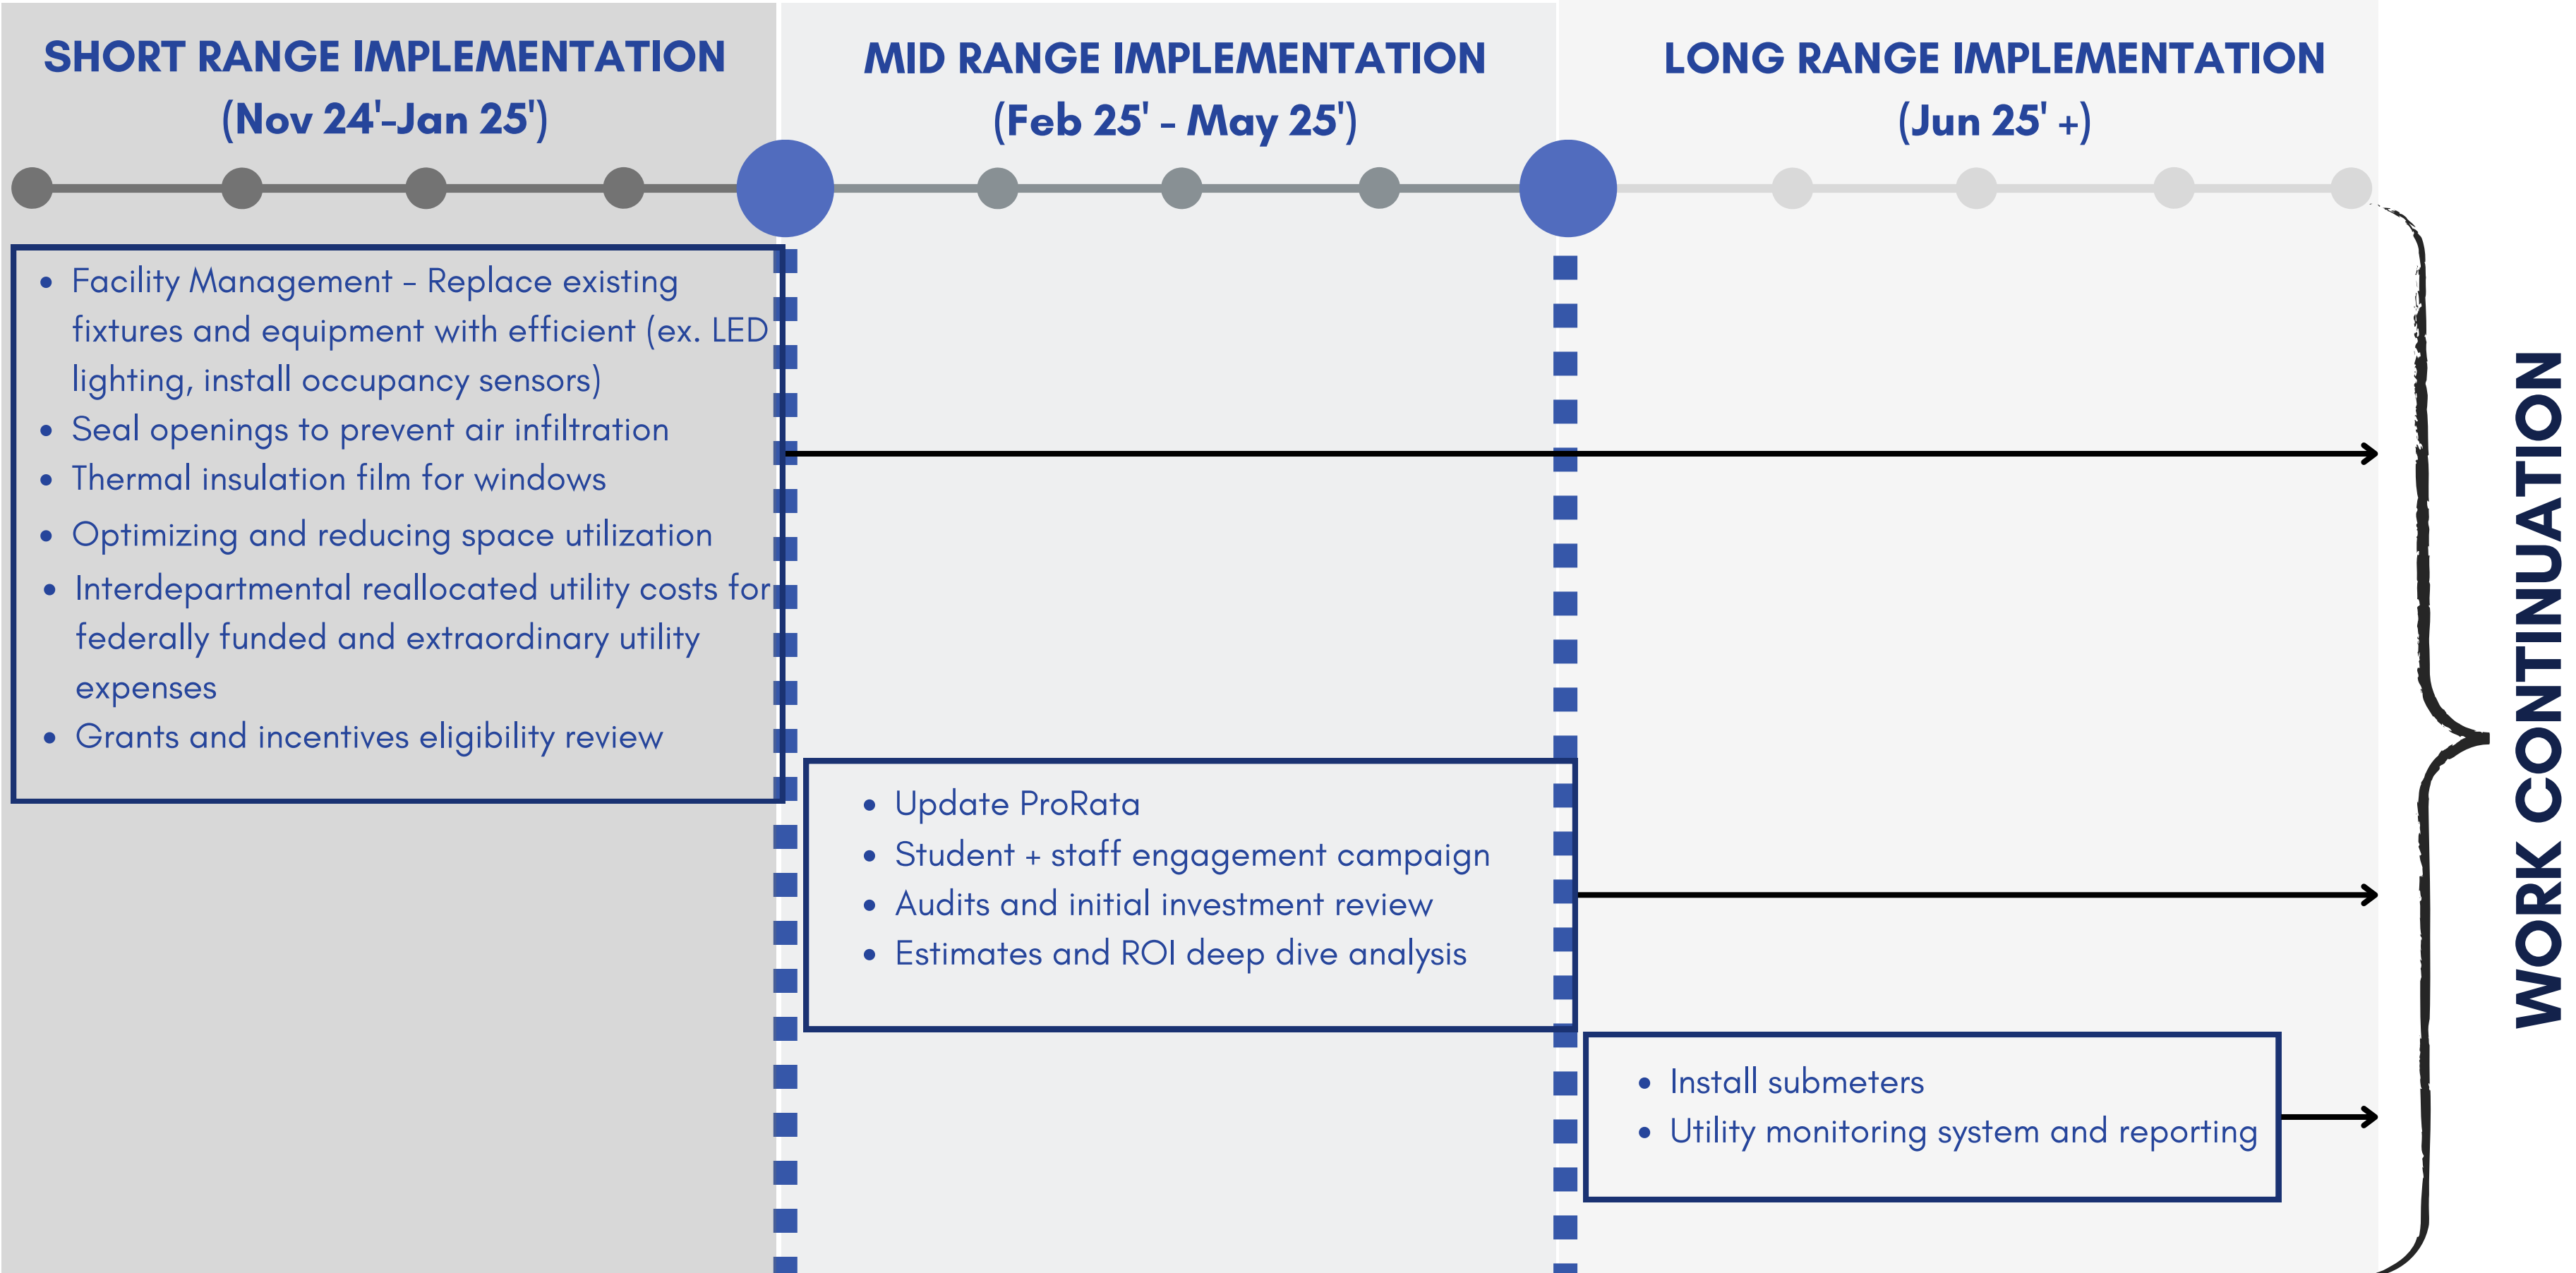 SHORT RANGE IMPLEMENTATION
(Nov 24'-Jan 25')
MID RANGE IMPLEMENTATION
(Feb 25' - May 25')
LONG RANGE IMPLEMENTATION
(Jun 25' +)
• Facility Management - Replace existing
fixtures and equipment with efficient (ex. LED
lighting, install occupancy sensors)
• Seal openings to prevent air infiltration
• Thermal insulation film for windows
• Optimizing and reducing space utilization
• Interdepartmental reallocated utility costs for
federally funded and extraordinary utility
expenses
• Grants and incentives eligibility review
• Update ProRata
• Student + staff engagement campaign
• Audits and initial investment review
• Estimates and ROI deep dive analysis
• Install submeters
• Utility monitoring system and reporting
WORK CONTINUATION